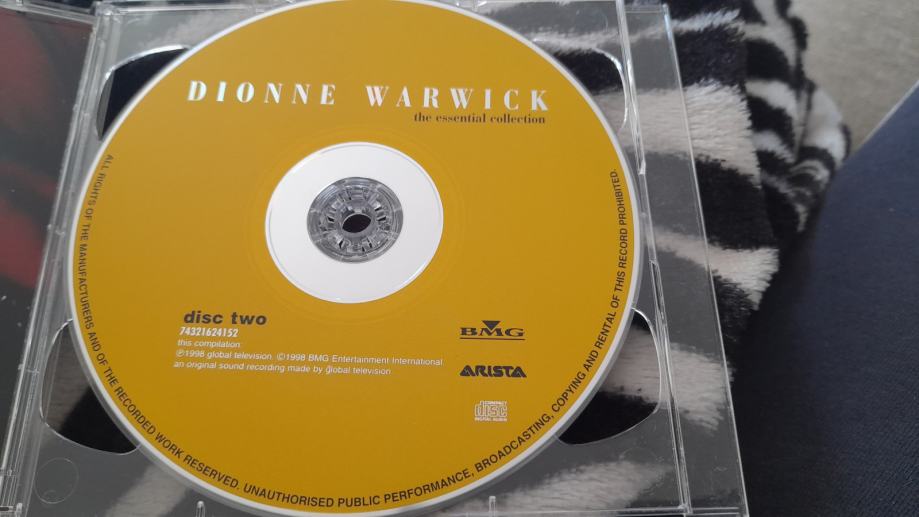 DIONNE WARWICK
the essential collection
disc two
74321624152
this compilation:
℗1998 global television. ©1998 BMG Entertainment International.
an original sound recording made by global television
BMG
ARISTA
COMPACT
disc
DIGITAL AUDIO
ALL RIGHTS OF THE MANUFACTURERS AND OF THE RECORDED WORK RESERVED. UNAUTHORISED PUBLIC PERFORMANCE, BROADCASTING, COPYING AND RENTAL OF THIS RECORD PROHIBITED.